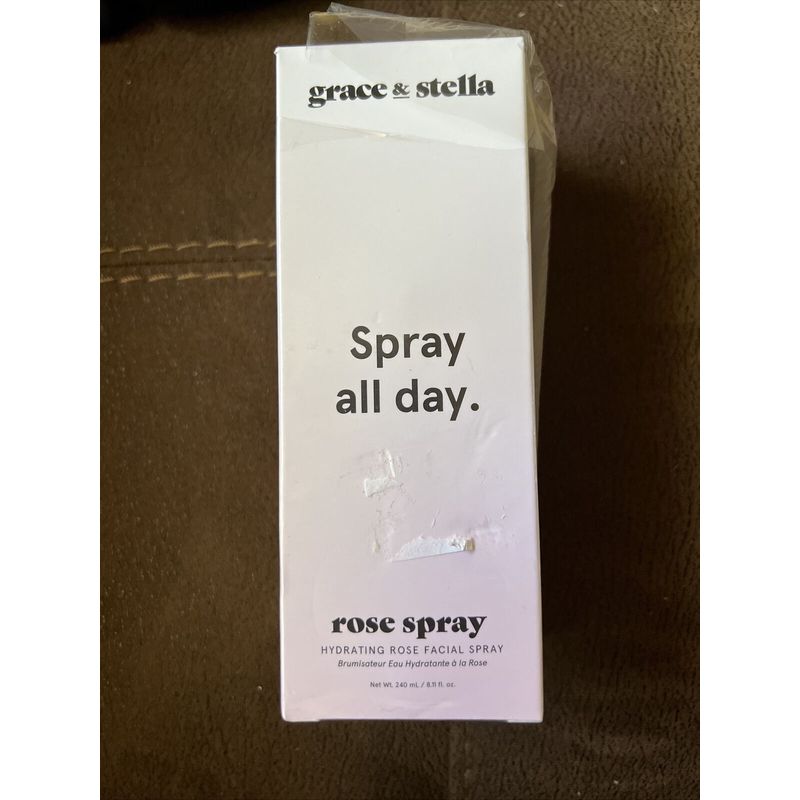 grace & stella
Spray
all day.
rose spray
HYDRATING ROSE FACIAL SPRAY
Brumisateur Eau Hydratante à la Rose
Net Wt. 240 mL / 8.11 fl. oz.